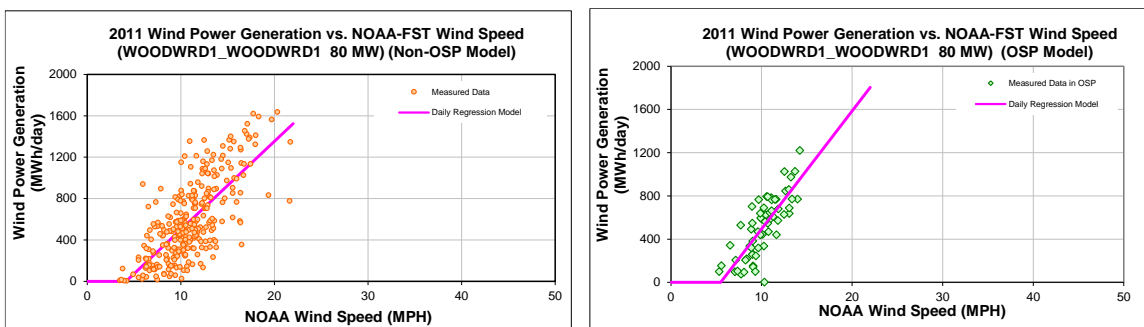 2011 Wind Power Generation vs. NOAA-FST Wind Speed
(WOODWRD1_WOODWRD1 80 MW) (Non-OSP Model)
Wind Power Generation
(MWh/day)
2000
1600
1200
800
400
0
Measured Data
Daily Regression Model
0 10 20 30 40 50
NOAA Wind Speed (MPH)
2011 Wind Power Generation vs. NOAA-FST Wind Speed
(WOODWRD1_WOODWRD1 80 MW) (OSP Model)
Wind Power Generation
(MWh/day)
2000
1600
1200
800
400
0
Measured Data in OSP
Daily Regression Model
0 10 20 30 40 50
NOAA Wind Speed (MPH)